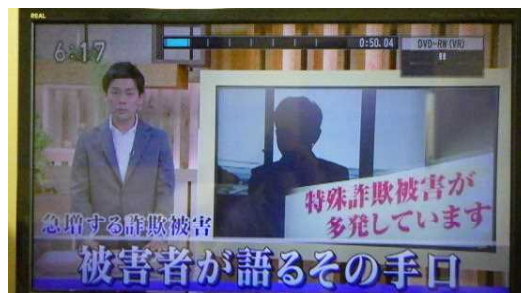 REAL
6:17
0:50.04
DVD-RW(VR)
特殊詐欺被害が
多発しています
急増する詐欺被害
被害者が語るその手口